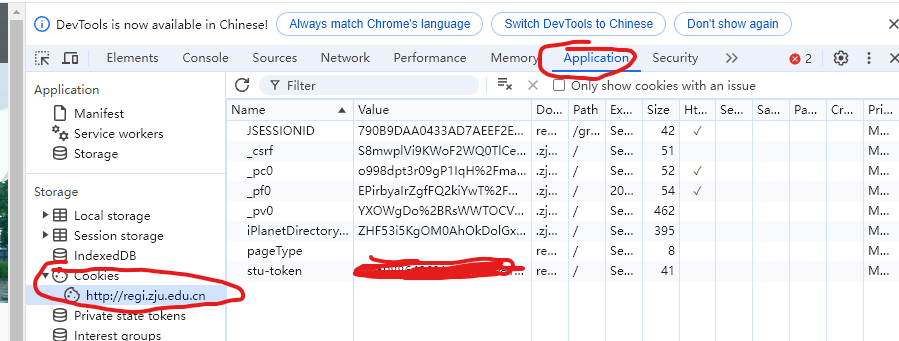 DevTools is now available in Chinese! Always match Chrome's language Switch DevTools to Chinese Don't show again
Elements Console Sources Network Performance Memory Application Security 2
Application
Manifest
Service workers
Storage
Storage
Local storage
Session storage
IndexedDB
Cookies
http://regi.zju.edu.cn
Private state tokens
Interest groups
Filter Only show cookies with an issue
Name Value Do... Path Ex... Size Ht... Se... Sa... Pa... Cr... Pri...
JSESSIONID 790B9DAA0433AD7AEEF2E... re... /gr... Se... 42 ✓ M...
_csrf S8mwplVi9KWoF2WQ0TlCe... .zj... / Se... 51 M...
_pc0 o998dpt3r09gP1IqH%2Fma... .zj... / Se... 52 ✓ M...
_pf0 EPirbyaIrZgfFQ2kiYwT%2F... .zj... / 20... 54 ✓ M...
_pv0 YXOWgDo%2BRsWWTOCV... .zj... / Se... 462 M...
iPlanetDirectory... ZHF53i5KgOM0AhOkDolGx... .zj... / Se... 395 M...
pageType re... / Se... 8 M...
stu-token re... / Se... 41 M...